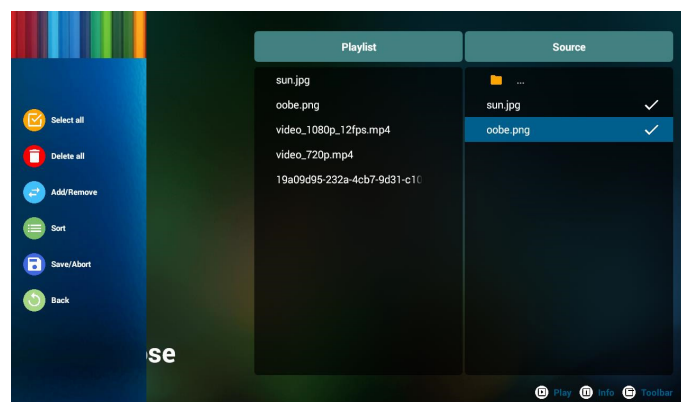 Select all
Delete all
Add/Remove
Sort
Save/Abort
Back
se
Playlist
sun.jpg
oobe.png
video_1080p_12fps.mp4
video_720p.mp4
19a09d95-232a-4cb7-9d31-c10
Source
...
sun.jpg
oobe.png
Play Info Toolbar